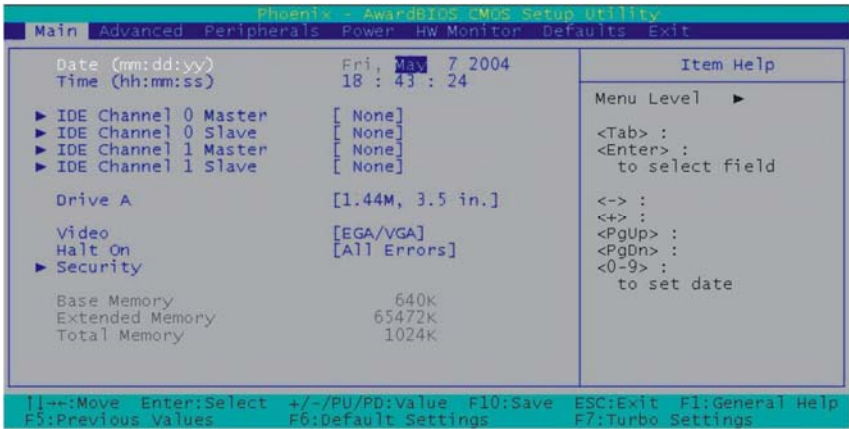 Phoenix - AwardBIOS CMOS Setup Utility
Main Advanced Peripherals Power HW Monitor Defaults Exit
Date (mm:dd:yy) Fri, May 7 2004
Time (hh:mm:ss) 18 : 43 : 24
▶ IDE Channel 0 Master [ None]
▶ IDE Channel 0 Slave [ None]
▶ IDE Channel 1 Master [ None]
▶ IDE Channel 1 Slave [ None]
Drive A [1.44M, 3.5 in.]
Video [EGA/VGA]
Halt On [All Errors]
▶ Security
Base Memory 640K
Extended Memory 65472K
Total Memory 1024K
Item Help
Menu Level ▶
<Tab> :
<Enter> :
to select field
<-> :
<+> :
<PgUp> :
<PgDn> :
<0-9> :
to set date
↑↓→←:Move Enter:Select +/-/PU/PD:Value F10:Save ESC:Exit F1:General Help
F5:Previous Values F6:Default Settings F7:Turbo Settings